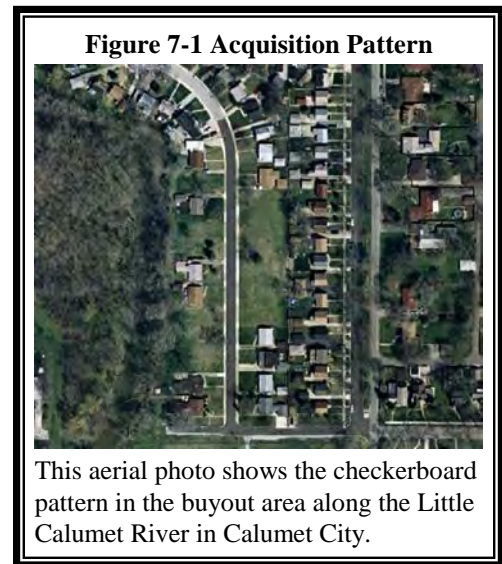 Figure 7-1 Acquisition Pattern
This aerial photo shows the checkerboard
pattern in the buyout area along the Little
Calumet River in Calumet City.